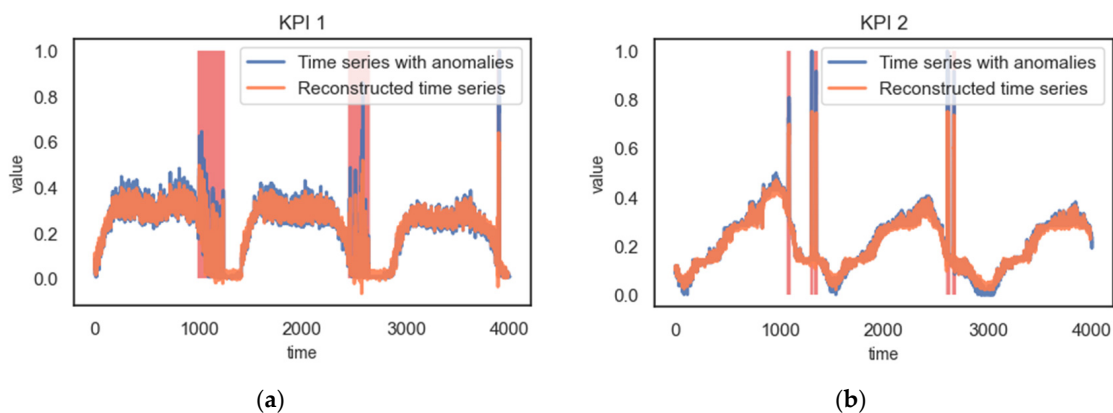 KPI 1
Time series with anomalies
Reconstructed time series
1.0
0.8
0.6
0.4
0.2
0.0
value
0 1000 2000 3000 4000
time
(a)
KPI 2
Time series with anomalies
Reconstructed time series
1.0
0.8
0.6
0.4
0.2
0.0
value
0 1000 2000 3000 4000
time
(b)